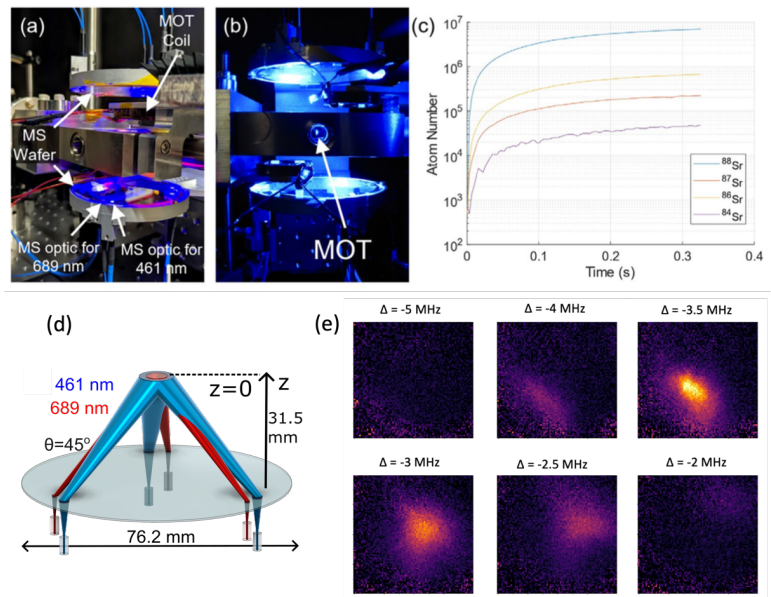 (a)
MOT
Coil
MS
Wafer
MS optic for
689 nm
MS optic for
461 nm
(b)
MOT
(c)
10^7
10^6
10^5
10^4
10^3
10^2
Atom Number
0
0.1
0.2
0.3
0.4
Time (s)
^88Sr
^87Sr
^86Sr
^84Sr
(d)
461 nm
689 nm
θ=45º
z=0
z
31.5
mm
76.2 mm
(e)
Δ = -5 MHz
Δ = -4 MHz
Δ = -3.5 MHz
Δ = -3 MHz
Δ = -2.5 MHz
Δ = -2 MHz